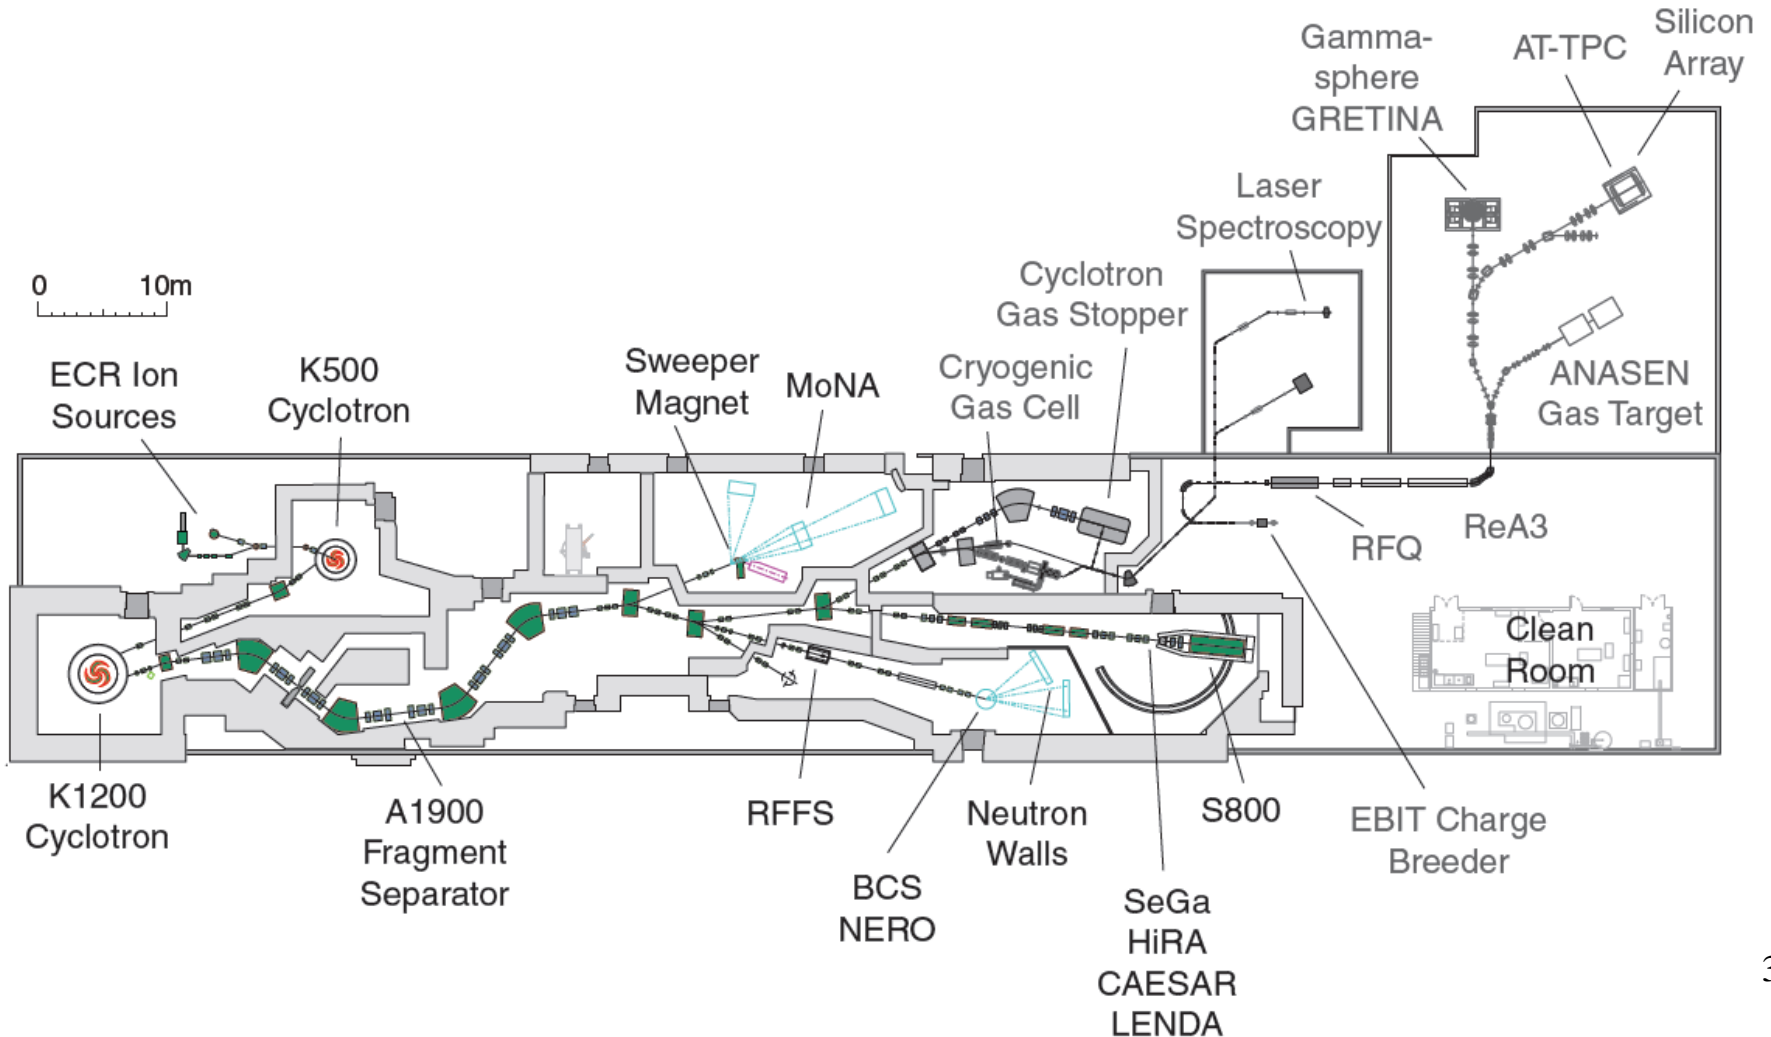 Gamma-
sphere
GRETINA
AT-TPC
Silicon
Array
Laser
Spectroscopy
0 10m
Cyclotron
Gas Stopper
ECR Ion
Sources
K500
Cyclotron
Sweeper
Magnet
MoNA
Cryogenic
Gas Cell
ANASEN
Gas Target
RFQ
ReA3
Clean
Room
K1200
Cyclotron
A1900
Fragment
Separator
RFFS
BCS
NERO
Neutron
Walls
S800
EBIT Charge
Breeder
SeGa
HiRA
CAESAR
LENDA